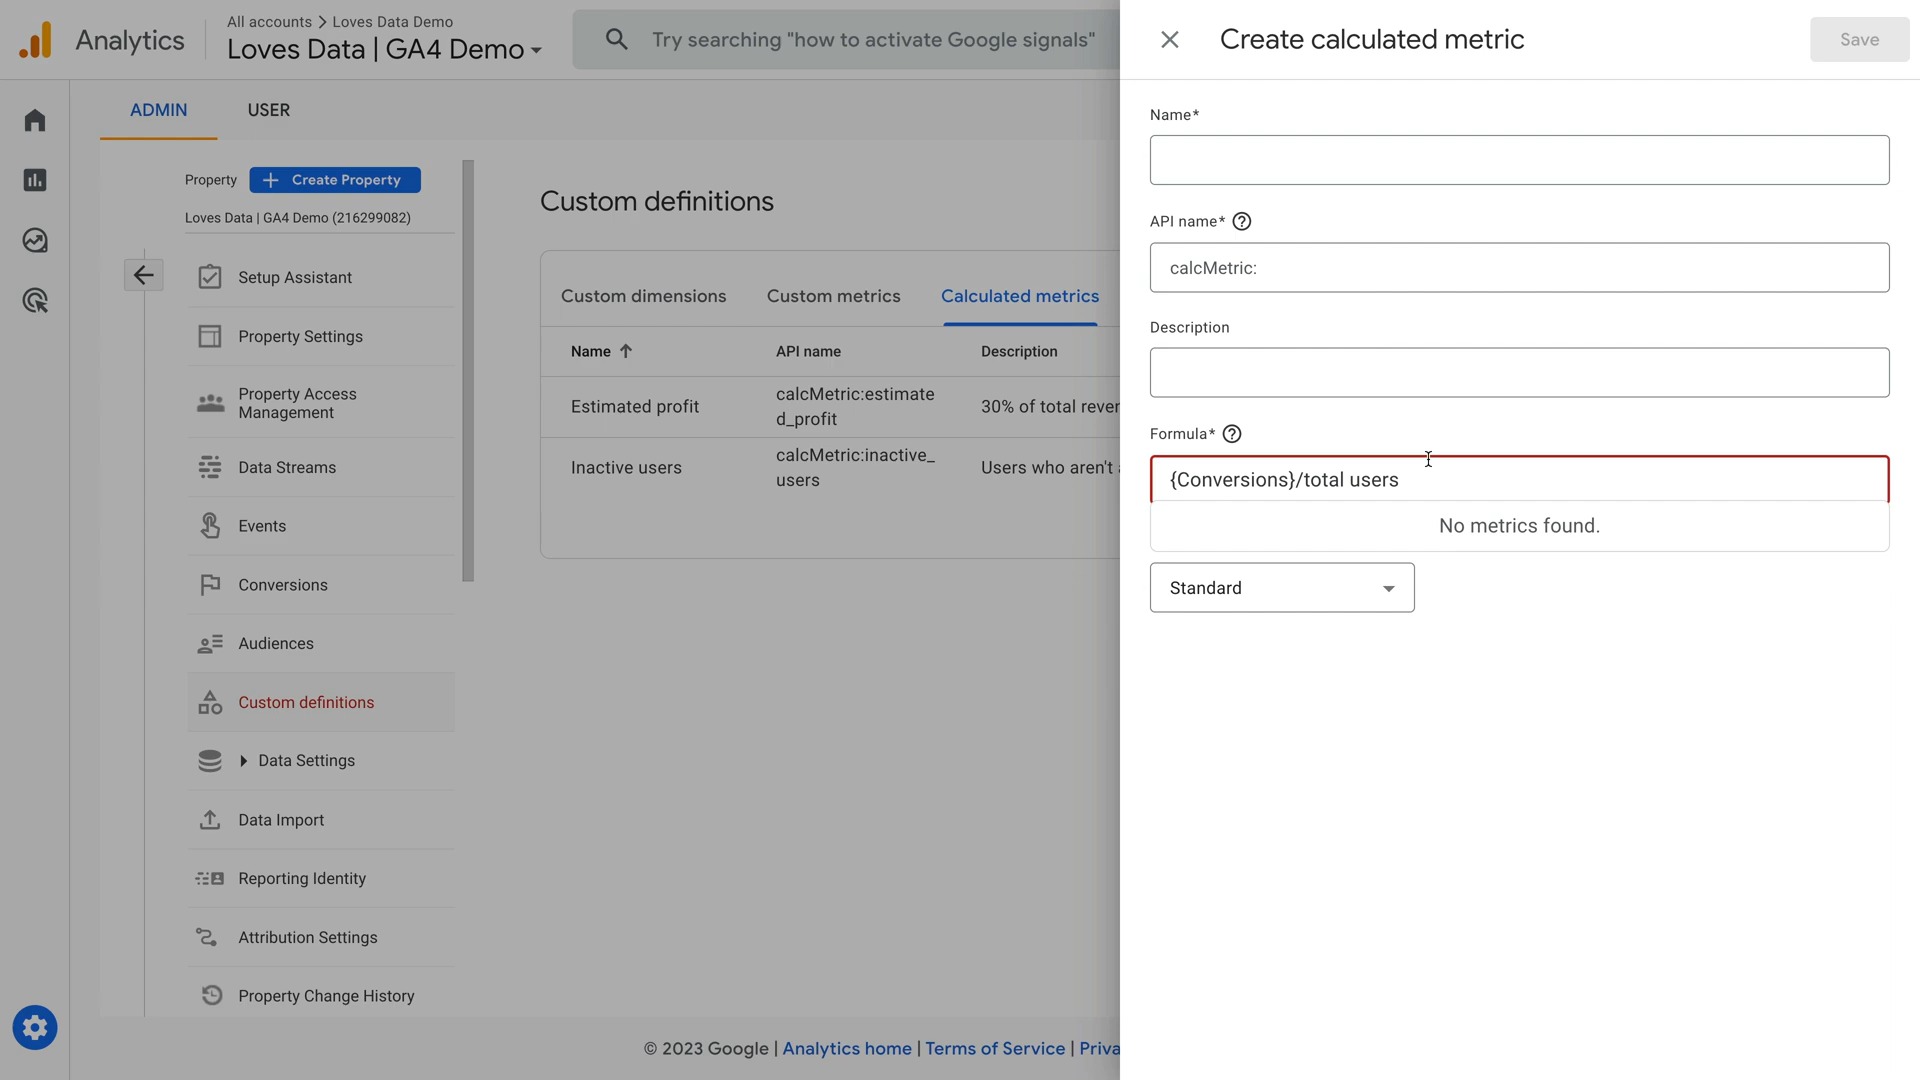 Analytics
All accounts > Loves Data Demo
Loves Data | GA4 Demo
Try searching "how to activate Google signals"
ADMIN
USER
Property
Create Property
Loves Data | GA4 Demo (216299082)
Setup Assistant
Property Settings
Property Access
Management
Data Streams
Events
Conversions
Audiences
Custom definitions
Data Settings
Data Import
Reporting Identity
Attribution Settings
Property Change History
Custom definitions
Custom dimensions
Custom metrics
Calculated metrics
Name
API name
Description
Estimated profit
calcMetric:estimate
d_profit
30% of total rever
Inactive users
calcMetric:inactive_
users
Users who aren't a
© 2023 Google | Analytics home | Terms of Service | Priva
Create calculated metric
Save
Name*
API name*
calcMetric:
Description
Formula*
{Conversions}/total users
No metrics found.
Standard